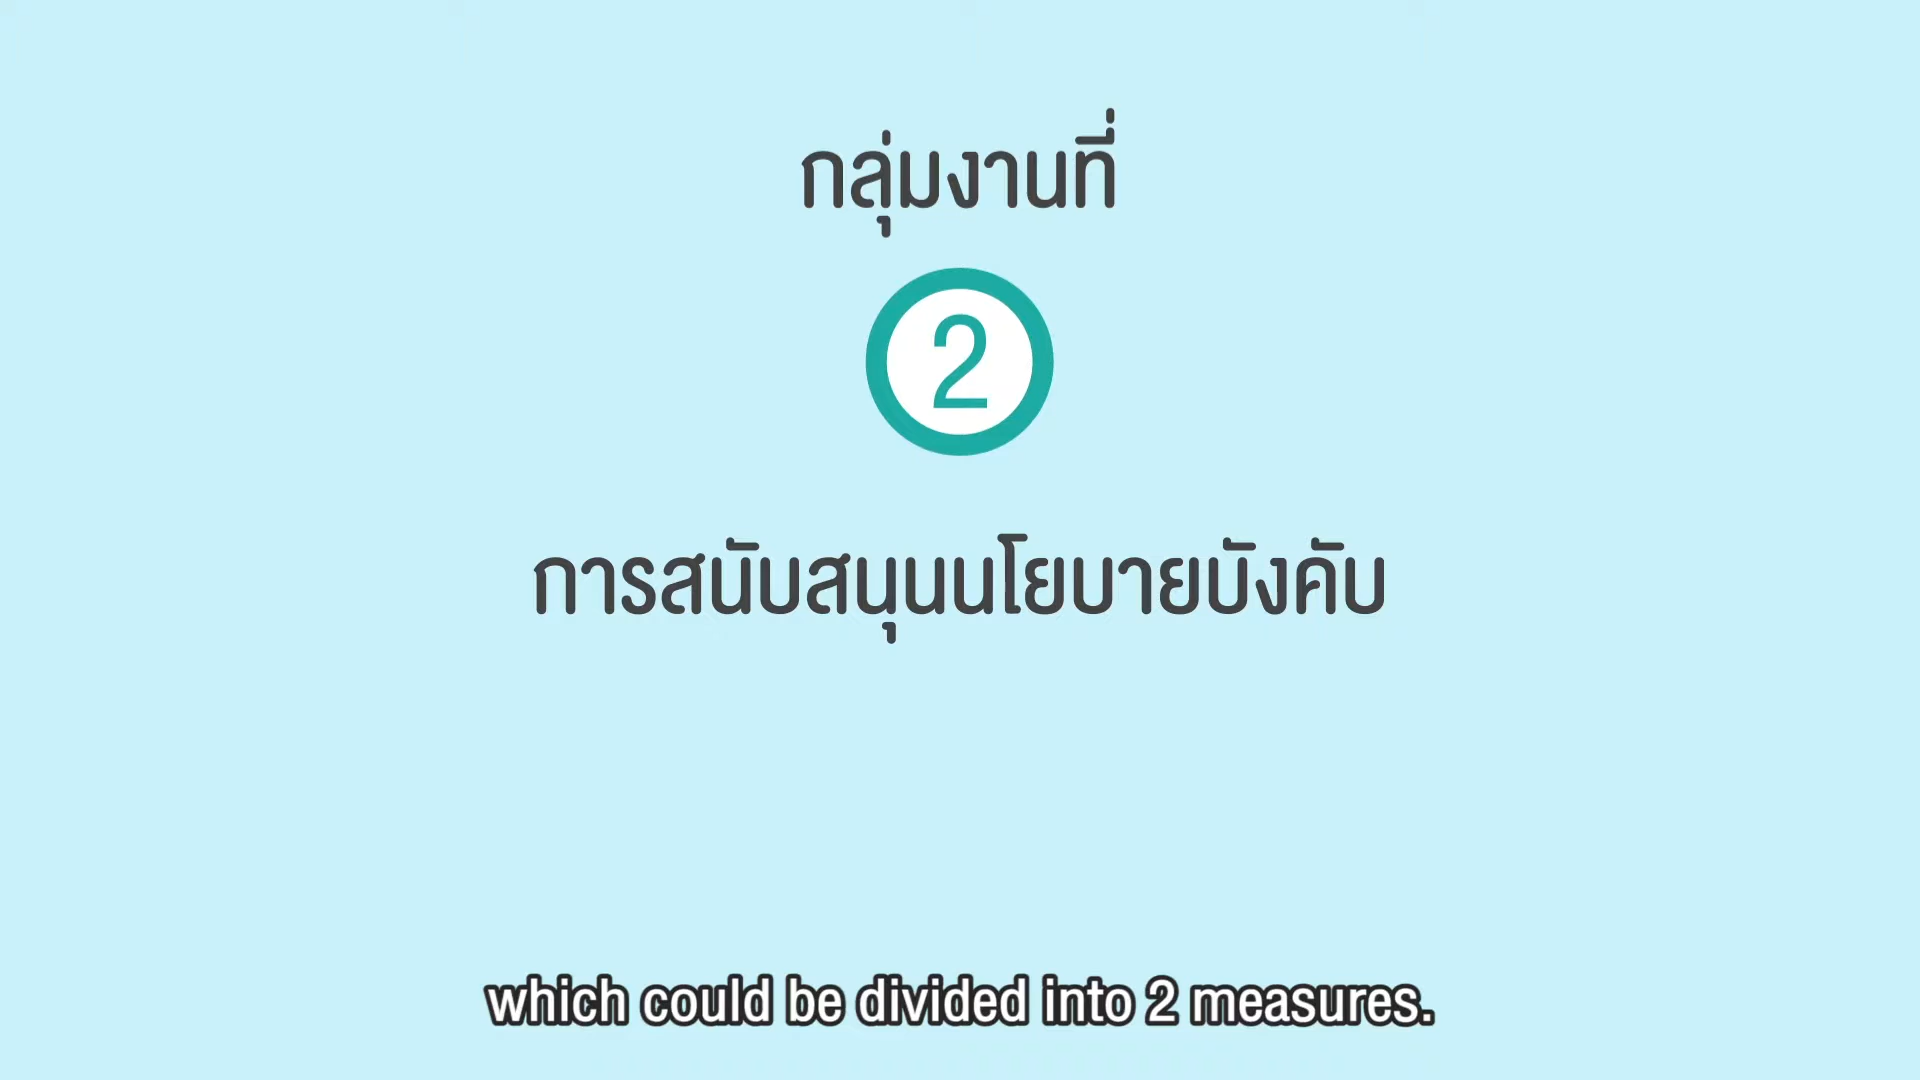 กลุ่มงานที่
2
การสนับสนุนนโยบายบังคับ
which could be divided into 2 measures.